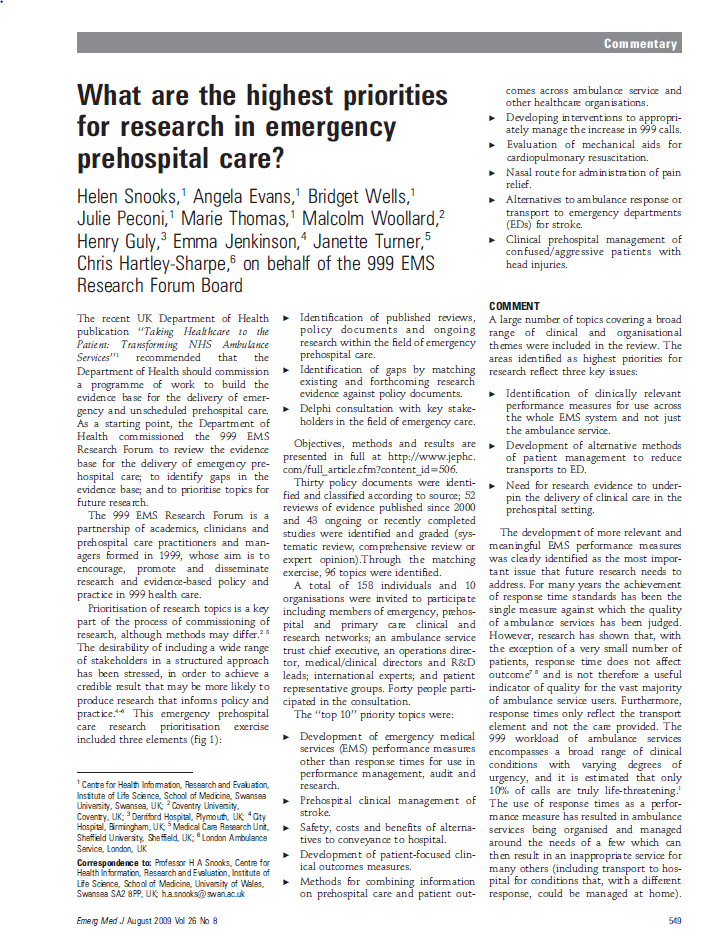 Commentary
What are the highest priorities
for research in emergency
prehospital care?
Helen Snooks,1 Angela Evans,1 Bridget Wells,1
Julie Peconi,1 Marie Thomas,1 Malcolm Woollard,2
Henry Guly,3 Emma Jenkinson,4 Janette Turner,5
Chris Hartley-Sharpe,6 on behalf of the 999 EMS
Research Forum Board
The recent UK Department of Health
publication “Taking Healthcare to the
Patient: Transforming NHS Ambulance
Services”1 recommended that the
Department of Health should commission
a programme of work to build the
evidence base for the delivery of emer-
gency and unscheduled prehospital care.
As a starting point, the Department of
Health commissioned the 999 EMS
Research Forum to review the evidence
base for the delivery of emergency pre-
hospital care; to identify gaps in the
evidence base; and to prioritise topics for
future research.
The 999 EMS Research Forum is a
partnership of academics, clinicians and
prehospital care practitioners and man-
agers formed in 1999, whose aim is to
encourage, promote and disseminate
research and evidence-based policy and
practice in 999 health care.
Prioritisation of research topics is a key
part of the process of commissioning of
research, although methods may differ.2 3
The desirability of including a wide range
of stakeholders in a structured approach
has been stressed, in order to achieve a
credible result that may be more likely to
produce research that informs policy and
practice.4–6 This emergency prehospital
care research prioritisation exercise
included three elements (fig 1):
1 Centre for Health Information, Research and Evaluation,
Institute of Life Science, School of Medicine, Swansea
University, Swansea, UK; 2 Coventry University,
Coventry, UK; 3 Derriford Hospital, Plymouth, UK; 4 City
Hospital, Birmingham, UK; 5 Medical Care Research Unit,
Sheffield University, Sheffield, UK; 6 London Ambulance
Service, London, UK
Correspondence to: Professor H A Snooks, Centre for
Health Information, Research and Evaluation, Institute of
Life Science, School of Medicine, University of Wales,
Swansea SA2 8PP, UK; h.a.snooks@swan.ac.uk
► Identification of published reviews,
policy documents and ongoing
research within the field of emergency
prehospital care.
► Identification of gaps by matching
existing and forthcoming research
evidence against policy documents.
► Delphi consultation with key stake-
holders in the field of emergency care.
Objectives, methods and results are
presented in full at http://www.jephc.
com/full_article.cfm?content_id=506.
Thirty policy documents were identi-
fied and classified according to source; 52
reviews of evidence published since 2000
and 43 ongoing or recently completed
studies were identified and graded (sys-
tematic review, comprehensive review or
expert opinion).Through the matching
exercise, 96 topics were identified.
A total of 158 individuals and 10
organisations were invited to participate
including members of emergency, prehos-
pital and primary care clinical and
research networks; an ambulance service
trust chief executive, an operations direc-
tor, medical/clinical directors and R&D
leads; international experts; and patient
representative groups. Forty people parti-
cipated in the consultation.
The “top 10” priority topics were:
► Development of emergency medical
services (EMS) performance measures
other than response times for use in
performance management, audit and
research.
► Prehospital clinical management of
stroke.
► Safety, costs and benefits of alterna-
tives to conveyance to hospital.
► Development of patient-focused clin-
ical outcomes measures.
► Methods for combining information
on prehospital care and patient out-
comes across ambulance service and
other healthcare organisations.
► Developing interventions to appropri-
ately manage the increase in 999 calls.
► Evaluation of mechanical aids for
cardiopulmonary resuscitation.
► Nasal route for administration of pain
relief.
► Alternatives to ambulance response or
transport to emergency departments
(EDs) for stroke.
► Clinical prehospital management of
confused/aggressive patients with
head injuries.
COMMENT
A large number of topics covering a broad
range of clinical and organisational
themes were included in the review. The
areas identified as highest priorities for
research reflect three key issues:
► Identification of clinically relevant
performance measures for use across
the whole EMS system and not just
the ambulance service.
► Development of alternative methods
of patient management to reduce
transports to ED.
► Need for research evidence to under-
pin the delivery of clinical care in the
prehospital setting.
The development of more relevant and
meaningful EMS performance measures
was clearly identified as the most impor-
tant issue that future research needs to
address. For many years the achievement
of response time standards has been the
single measure against which the quality
of ambulance services has been judged.
However, research has shown that, with
the exception of a very small number of
patients, response time does not affect
outcome7 8 and is not therefore a useful
indicator of quality for the vast majority
of ambulance service users. Furthermore,
response times only reflect the transport
element and not the care provided. The
999 workload of ambulance services
encompasses a broad range of clinical
conditions with varying degrees of
urgency, and it is estimated that only
10% of calls are truly life-threatening.1
The use of response times as a perfor-
mance measure has resulted in ambulance
services being organised and managed
around the needs of a few which can
then result in an inappropriate service for
many others (including transport to hos-
pital for conditions that, with a different
response, could be managed at home).
Emerg Med J August 2009 Vol 26 No 8
549